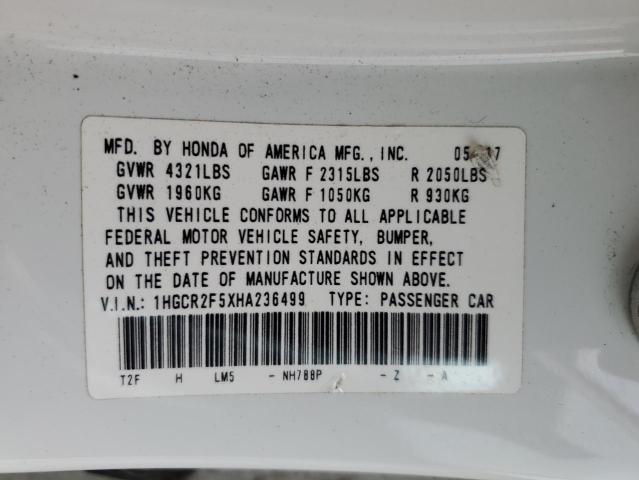 MFD. BY HONDA OF AMERICA MFG., INC. 05 17
GVWR 4321LBS GAWR F 2315LBS R 2050LBS
GVWR 1960KG GAWR F 1050KG R 930KG
THIS VEHICLE CONFORMS TO ALL APPLICABLE
FEDERAL MOTOR VEHICLE SAFETY, BUMPER,
AND THEFT PREVENTION STANDARDS IN EFFECT
ON THE DATE OF MANUFACTURE SHOWN ABOVE.
V.I.N.: 1HGCR2F5XHA236499 TYPE: PASSENGER CAR
T2F H LM5 - NH788P - Z - A